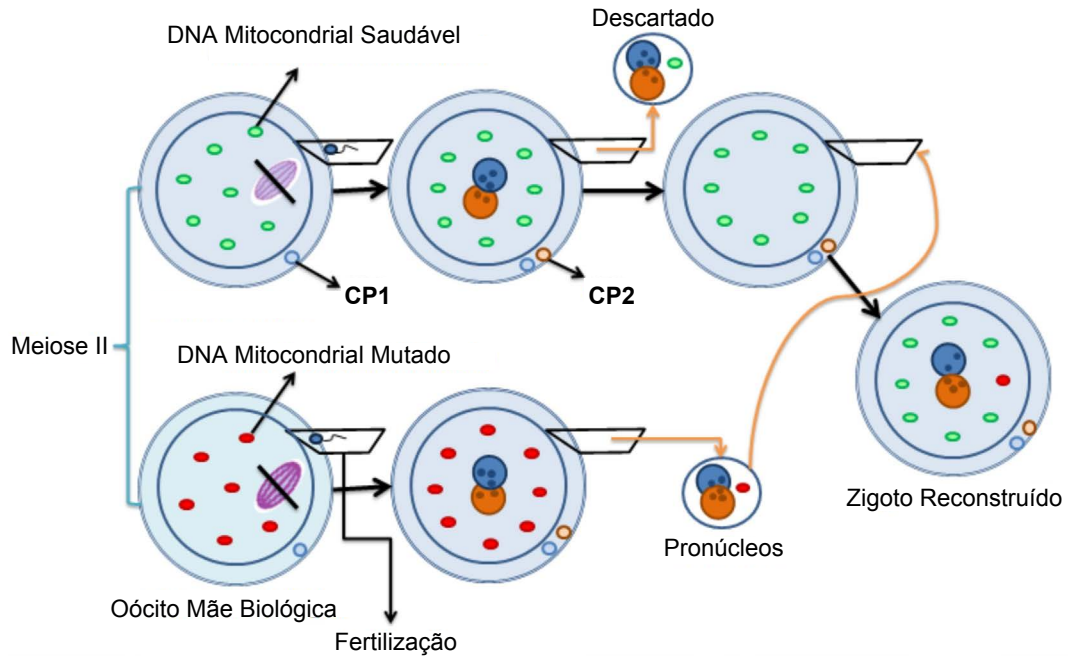 Descartado
DNA Mitocondrial Saudável
CP1
CP2
Meiose II
DNA Mitocondrial Mutado
Zigoto Reconstruído
Pronúcleos
Oócito Mãe Biológica
Fertilização